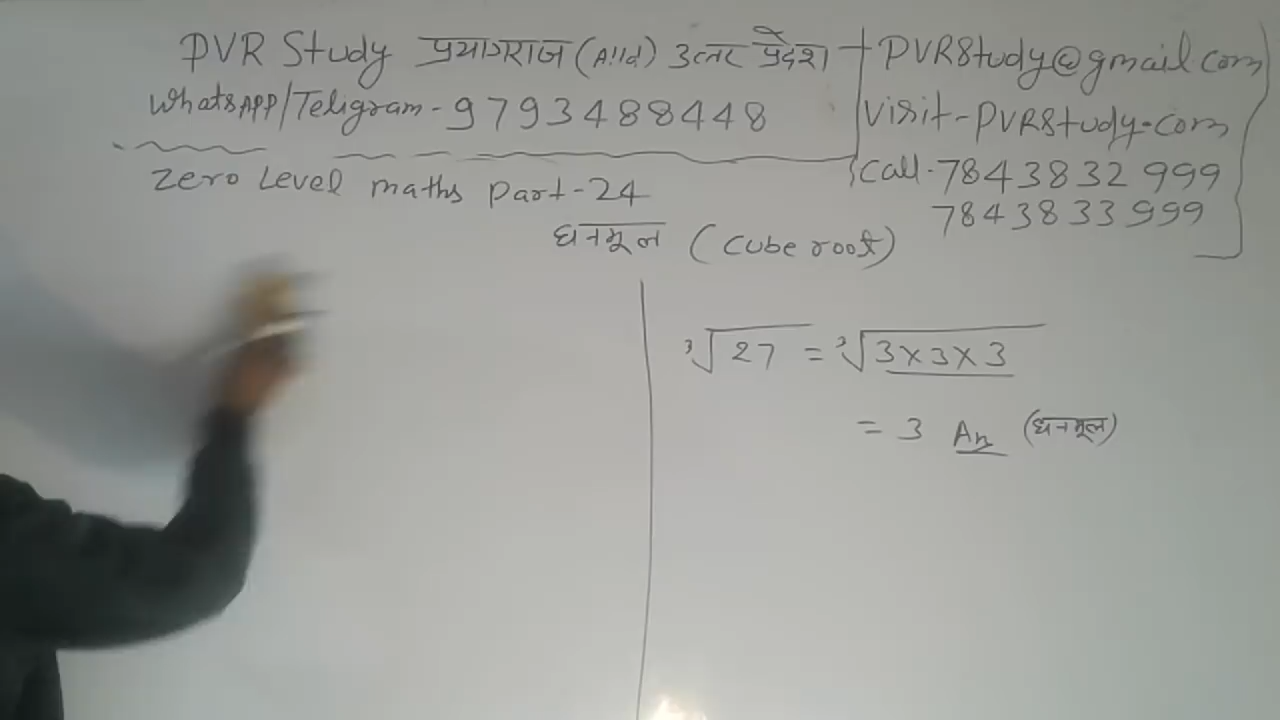 PVR Study प्रयागराज (Alld) उत्तर प्रदेश
WhatsAPP/Teligram-9793488448
PVRStudy@gmail com
Visit-PVRStudy.com
Call-7843832999
7843833999
Zero Level maths Part-24
घनमूल (Cube root)
³√27 = ³√3×3×3
= 3 An (घनमूल)